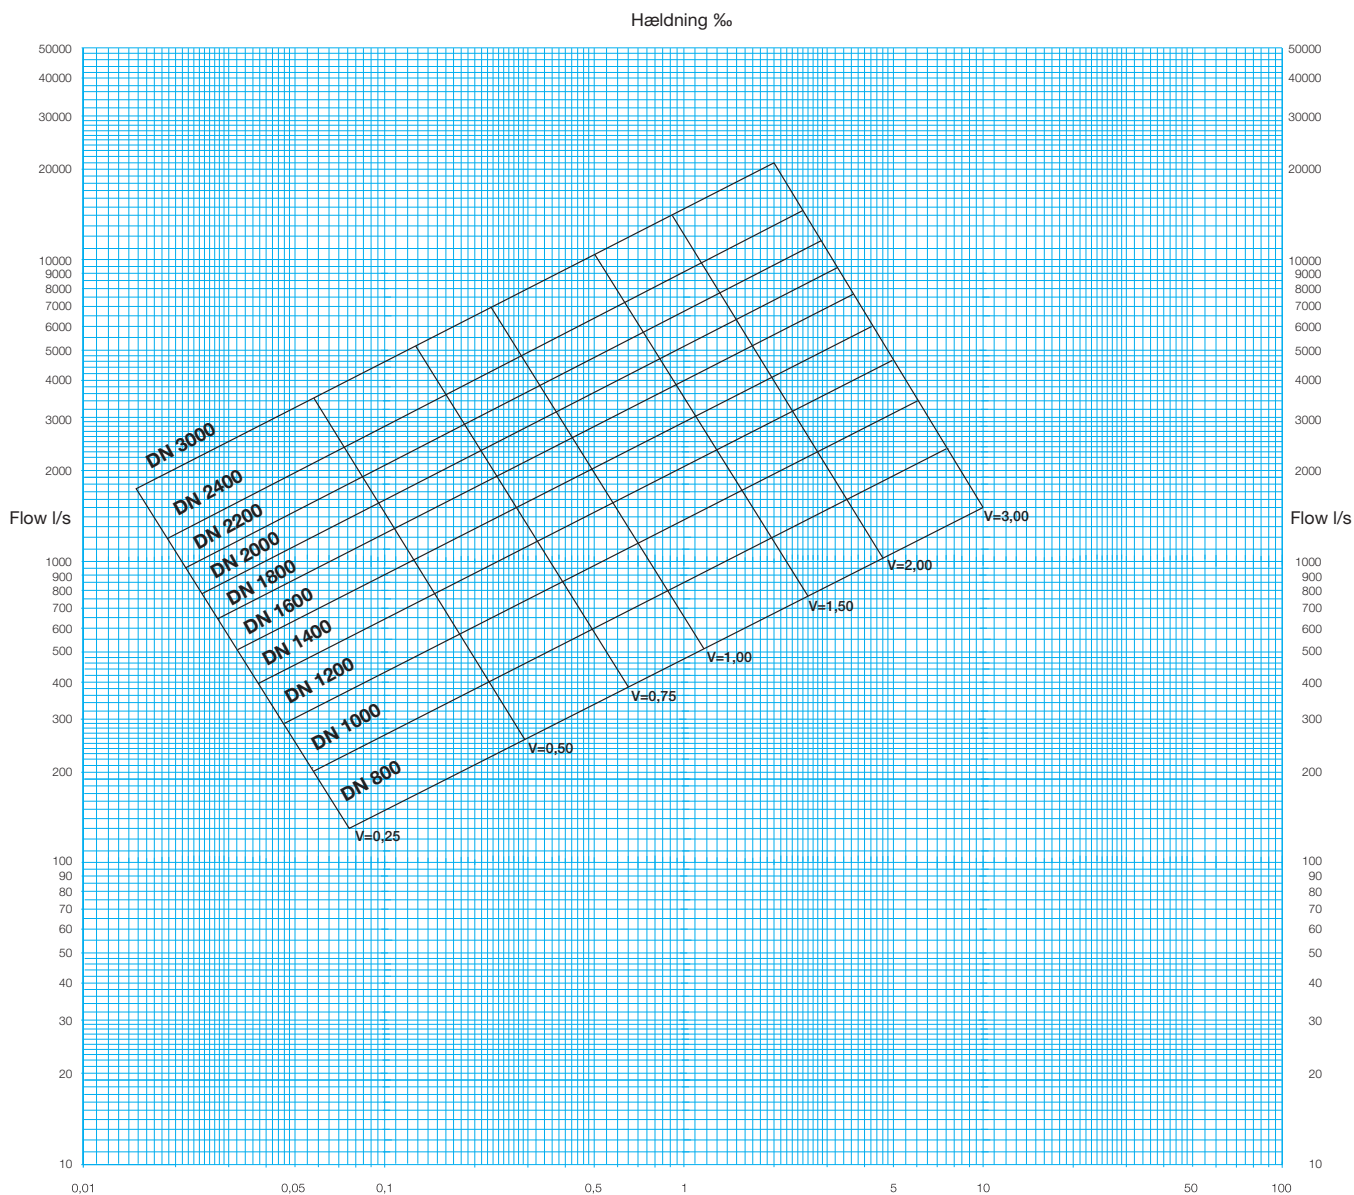 Hældning ‰
50000 50000
40000 40000
30000 30000
20000 20000
10000 10000
9000 9000
8000 8000
7000 7000
6000 6000
5000 5000
4000 4000
3000 3000
DN 3000
2000 2000
DN 2400
Flow l/s Flow l/s
DN 2200
V=3,00
DN 2000
1000 1000
V=2,00
900 900
DN 1800
800 800
700 700
V=1,50
DN 1600
600 600
DN 1400
500 500
V=1,00
DN 1200
400 400
V=0,75
300 300
DN 1000
V=0,50
200 200
DN 800
V=0,25
100 100
90 90
80 80
70 70
60 60
50 50
40 40
30 30
20 20
10 10
0,01 0,05 0,1 0,5 1 5 10 50 100